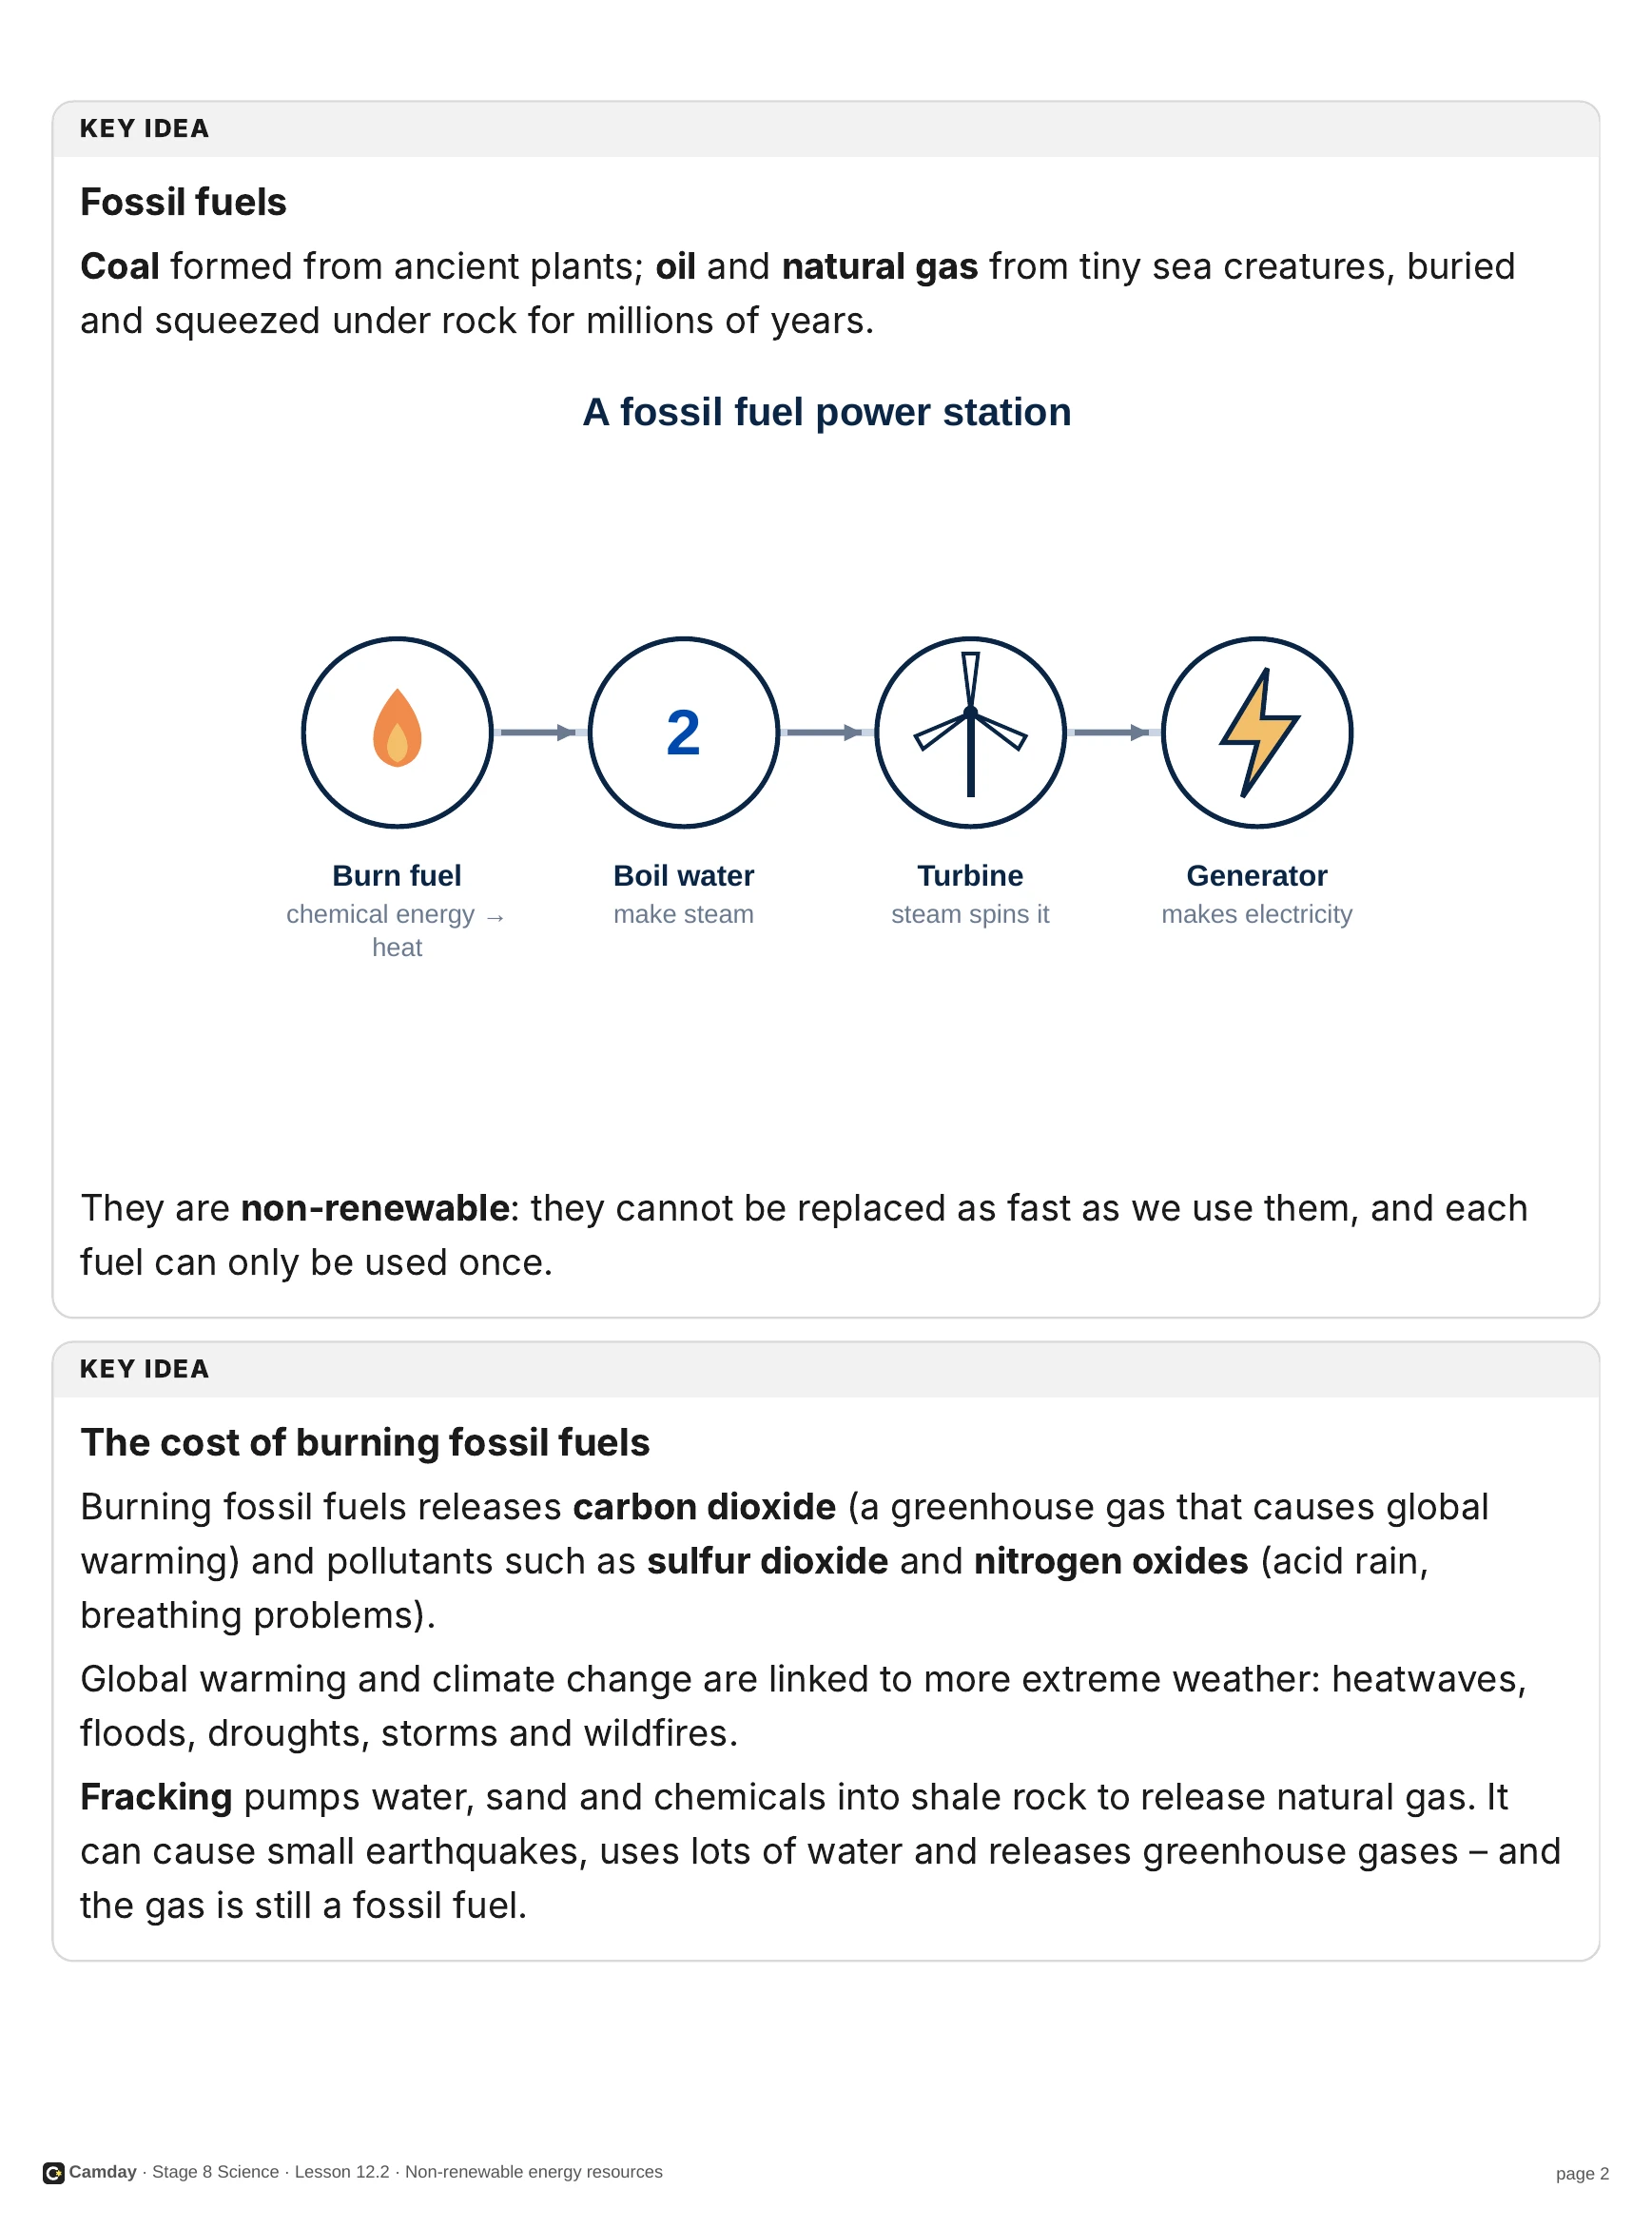 KEY IDEA
Fossil fuels
Coal formed from ancient plants; oil and natural gas from tiny sea creatures, buried
and squeezed under rock for millions of years.
A fossil fuel power station
2
Burn fuel
chemical energy →
heat
Boil water
make steam
Turbine
steam spins it
Generator
makes electricity
They are non-renewable: they cannot be replaced as fast as we use them, and each
fuel can only be used once.
KEY IDEA
The cost of burning fossil fuels
Burning fossil fuels releases carbon dioxide (a greenhouse gas that causes global
warming) and pollutants such as sulfur dioxide and nitrogen oxides (acid rain,
breathing problems).
Global warming and climate change are linked to more extreme weather: heatwaves,
floods, droughts, storms and wildfires.
Fracking pumps water, sand and chemicals into shale rock to release natural gas. It
can cause small earthquakes, uses lots of water and releases greenhouse gases – and
the gas is still a fossil fuel.
Camday · Stage 8 Science · Lesson 12.2 · Non-renewable energy resources
page 2